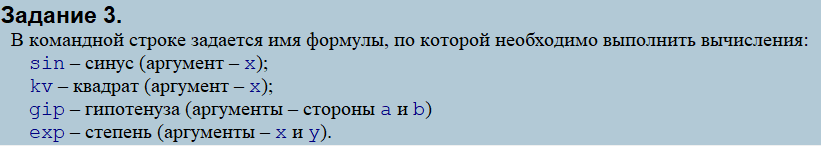 Задание 3.
В командной строке задается имя формулы, по которой необходимо выполнить вычисления:
sin – синус (аргумент – x);
kv – квадрат (аргумент – x);
gip – гипотенуза (аргументы – стороны a и b)
exp – степень (аргументы – x и y).